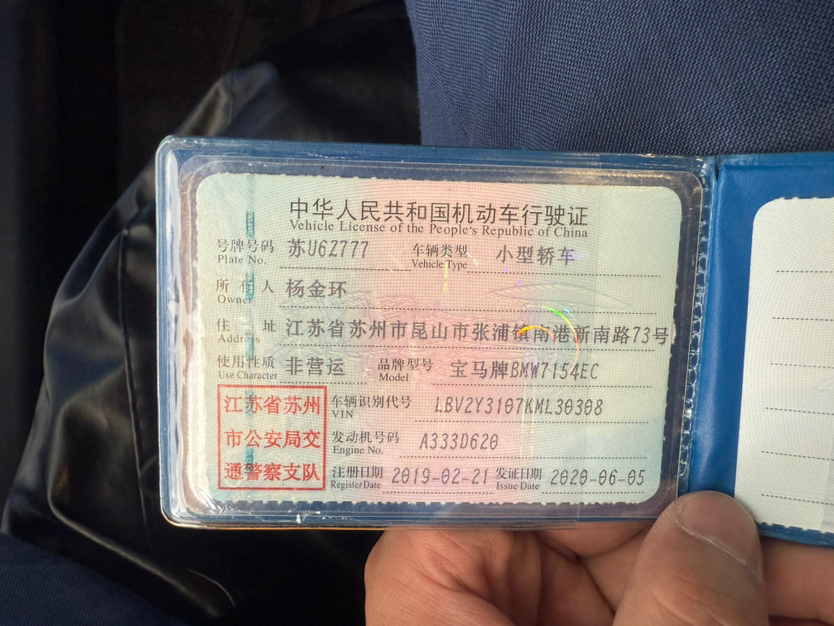 中华人民共和国机动车行驶证
Vehicle License of the People's Republic of China
号牌号码 苏U6Z777 车辆类型 小型轿车
Plate No. Vehicle Type
所有人 杨金环
Owner
住址 江苏省苏州市昆山市张浦镇南港新南路73号
Address
使用性质 非营运 品牌型号 宝马牌BMW7154EC
Use Character Model
江苏省苏州
市公安局交
通警察支队
车辆识别代号 LBV2Y3107KML30308
VIN
发动机号码 A333D620
Engine No.
注册日期 2019-02-21 发证日期 2020-06-05
Register Date Issue Date